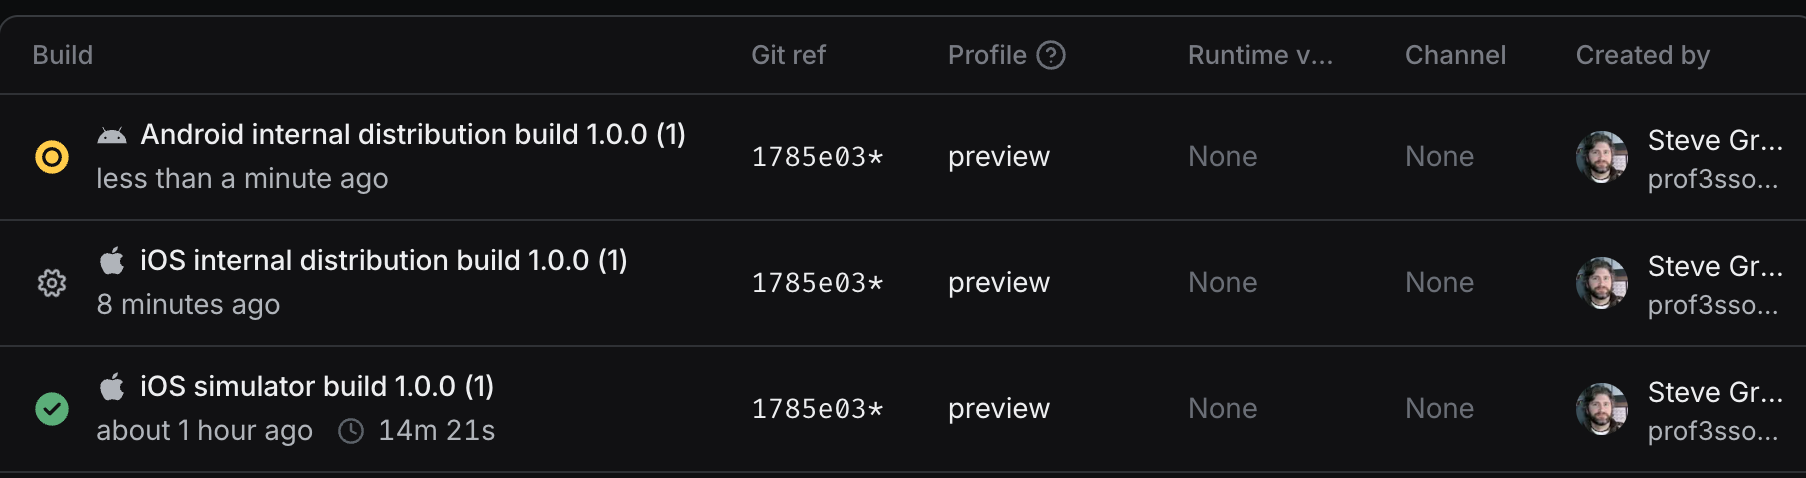 Build Git ref Profile ? Runtime v... Channel Created by
Android internal distribution build 1.0.0 (1)
less than a minute ago
1785e03* preview None None
Steve Gr...
prof3sso...
iOS internal distribution build 1.0.0 (1)
8 minutes ago
1785e03* preview None None
Steve Gr...
prof3sso...
iOS simulator build 1.0.0 (1)
about 1 hour ago 14m 21s
1785e03* preview None None
Steve Gr...
prof3sso...